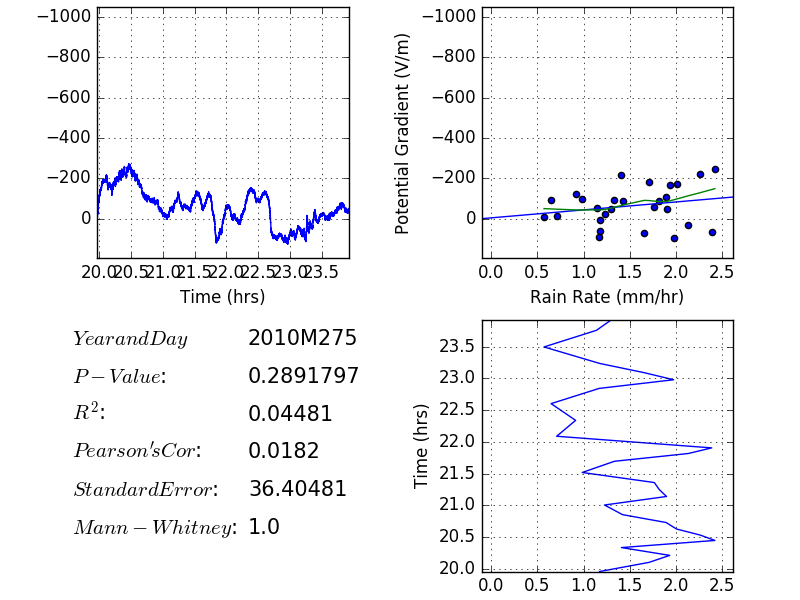 −1000
−800
−600
−400
−200
0
20.0 20.5 21.0 21.5 22.0 22.5 23.0 23.5
Time (hrs)
Potential Gradient (V/m)
−1000
−800
−600
−400
−200
0
0.0 0.5 1.0 1.5 2.0 2.5
Rain Rate (mm/hr)
YearandDay 2010M275
P−Value: 0.2891797
R²: 0.04481
Pearson'sCor: 0.0182
StandardError: 36.40481
Mann−Whitney: 1.0
Time (hrs)
23.5
23.0
22.5
22.0
21.5
21.0
20.5
20.0
0.0 0.5 1.0 1.5 2.0 2.5